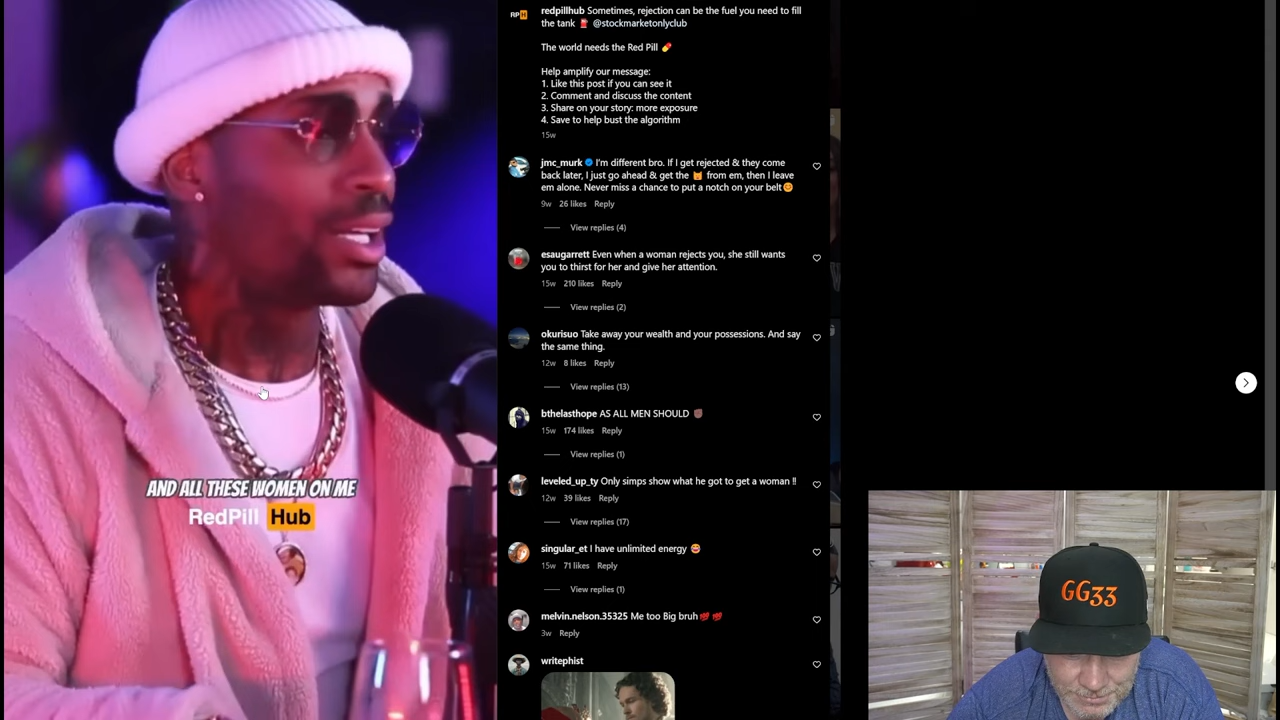 AND ALL THESE WOMEN ON ME
RedPill Hub
RPH
redpillhub Sometimes, rejection can be the fuel you need to fill
the tank ⛽ @stockmarketonlyclub
The world needs the Red Pill 💊
Help amplify our message:
1. Like this post if you can see it
2. Comment and discuss the content
3. Share on your story: more exposure
4. Save to help bust the algorithm
15w
jmc_murk I'm different bro. If I get rejected & they come
back later, I just go ahead & get the 🐱 from em, then I leave
em alone. Never miss a chance to put a notch on your belt😊
9w 26 likes Reply
View replies (4)
esaugarrett Even when a woman rejects you, she still wants
you to thirst for her and give her attention.
15w 210 likes Reply
View replies (2)
okurisuo Take away your wealth and your possessions. And say
the same thing.
12w 8 likes Reply
View replies (13)
bthelasthope AS ALL MEN SHOULD ✊🏾
15w 174 likes Reply
View replies (1)
leveled_up_ty Only simps show what he got to get a woman ‼
12w 39 likes Reply
View replies (17)
singular_et I have unlimited energy 😂
15w 71 likes Reply
View replies (1)
melvin.nelson.35325 Me too Big bruh💯 💯
3w Reply
writephist
GG33